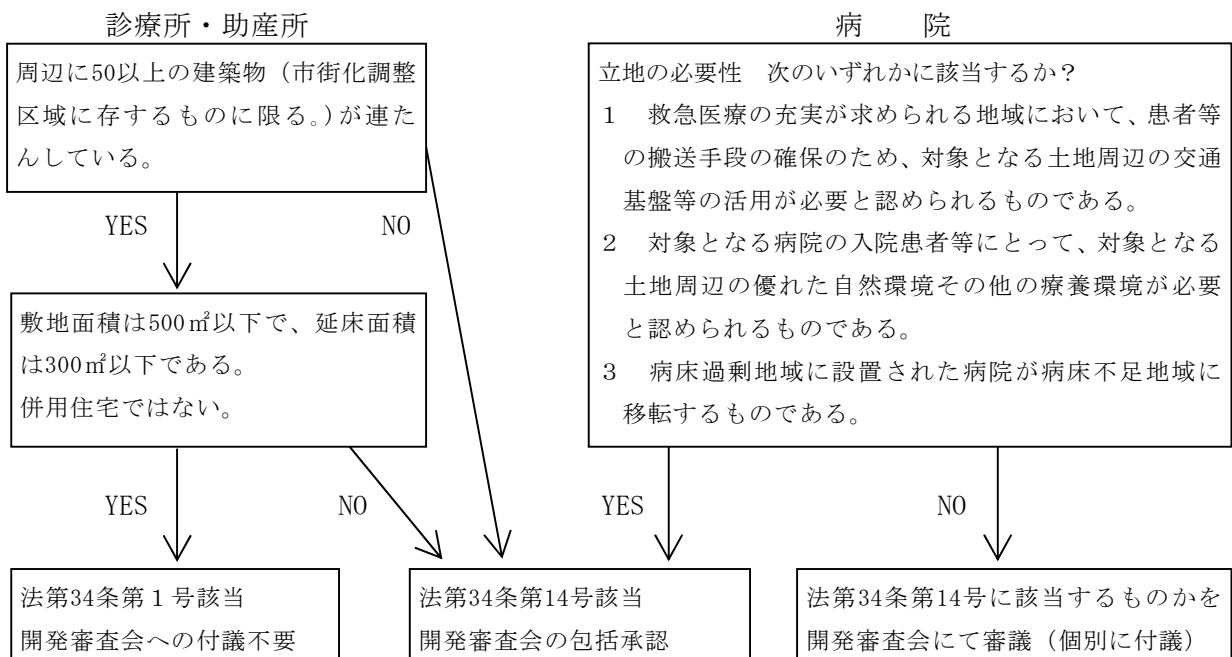 診療所・助産所
周辺に50以上の建築物（市街化調整
区域に存するものに限る。）が連た
んしている。
YES
NO
敷地面積は500㎡以下で、延床面積
は300㎡以下である。
併用住宅ではない。
YES
NO
病　　院
立地の必要性　次のいずれかに該当するか？
１　救急医療の充実が求められる地域において、患者等
の搬送手段の確保のため、対象となる土地周辺の交通
基盤等の活用が必要と認められるものである。
２　対象となる病院の入院患者等にとって、対象となる
土地周辺の優れた自然環境その他の療養環境が必要
と認められるものである。
３　病床過剰地域に設置された病院が病床不足地域に
移転するものである。
YES
NO
法第34条第１号該当
開発審査会への付議不要
法第34条第14号該当
開発審査会の包括承認
法第34条第14号に該当するものかを
開発審査会にて審議（個別に付議）